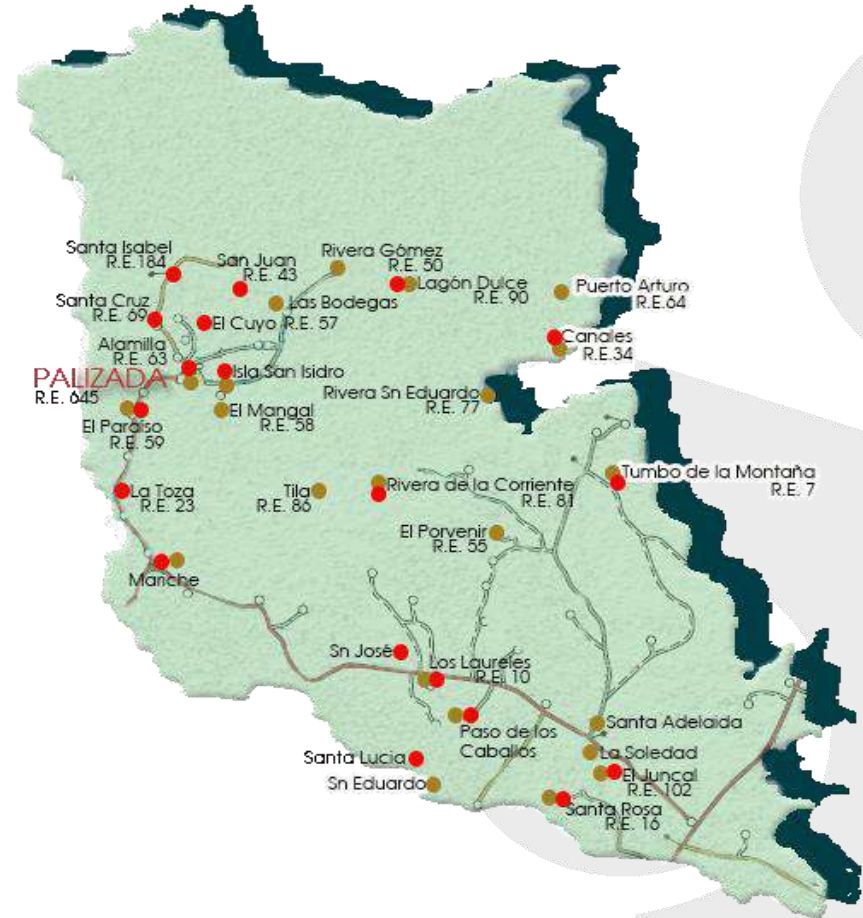 Santa Isabel
R.E.184
San Juan
R.E. 43
Rivera Gómez
R.E. 50
Lagón Dulce
R.E. 90
Puerto Arturo
R.E.64
Santa Cruz
R.E. 69
Las Bodegas
R.E. 57
El Cuyo
Canales
R.E.34
Alamilla
R.E. 63
PALIZADA
R.E. 645
Isla San Isidro
Rivera Sn Eduardo
R.E. 77
El Mangal
R.E. 58
El Paraiso
R.E. 59
Tumbo de la Montaña
R.E. 7
La Toza
R.E. 23
Tila
R.E. 86
Rivera de la Corriente
R.E. 81
El Porvenir
R.E. 55
Mariche
Sn José
Los Laureles
R.E. 10
Paso de los
Caballos
Santa Adelaida
Santa Lucia
La Soledad
Sn Eduardo
El Juncal
R.E. 102
Santa Rosa
R.E. 16